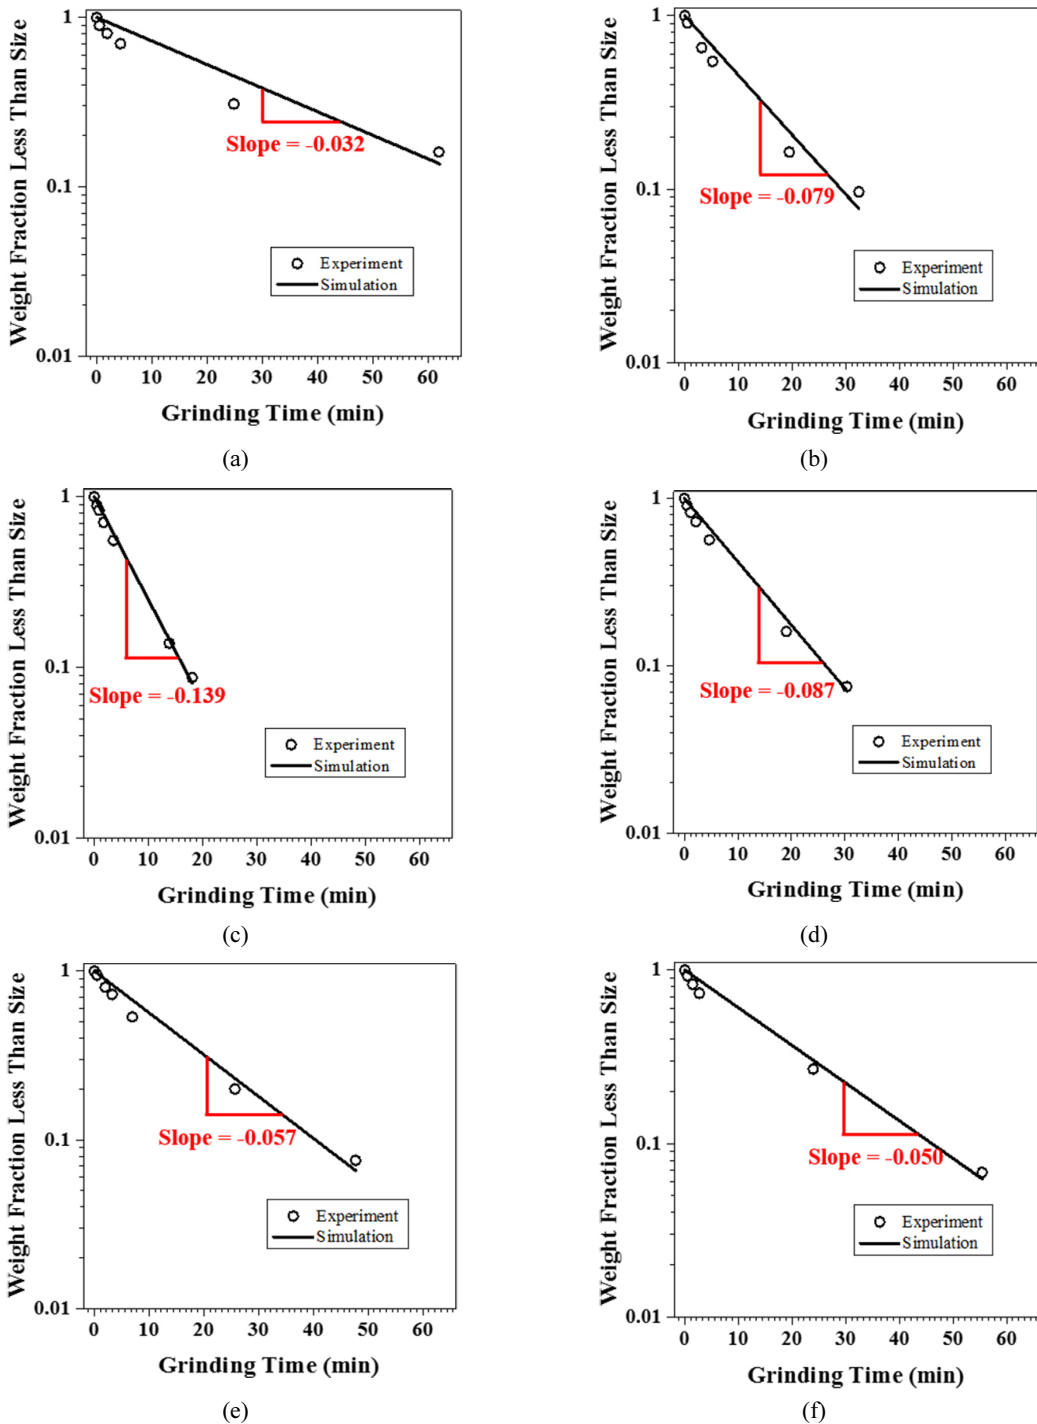 Weight Fraction Less Than Size
1
0.1
0.01
Slope = -0.032
Experiment
Simulation
0 10 20 30 40 50 60
Grinding Time (min)
(a)
Weight Fraction Less Than Size
1
0.1
0.01
Slope = -0.079
Experiment
Simulation
0 10 20 30 40 50 60
Grinding Time (min)
(b)
Weight Fraction Less Than Size
1
0.1
0.01
Slope = -0.139
Experiment
Simulation
0 10 20 30 40 50 60
Grinding Time (min)
(c)
Weight Fraction Less Than Size
1
0.1
0.01
Slope = -0.087
Experiment
Simulation
0 10 20 30 40 50 60
Grinding Time (min)
(d)
Weight Fraction Less Than Size
1
0.1
0.01
Slope = -0.057
Experiment
Simulation
0 10 20 30 40 50 60
Grinding Time (min)
(e)
Weight Fraction Less Than Size
1
0.1
0.01
Slope = -0.050
Experiment
Simulation
0 10 20 30 40 50 60
Grinding Time (min)
(f)